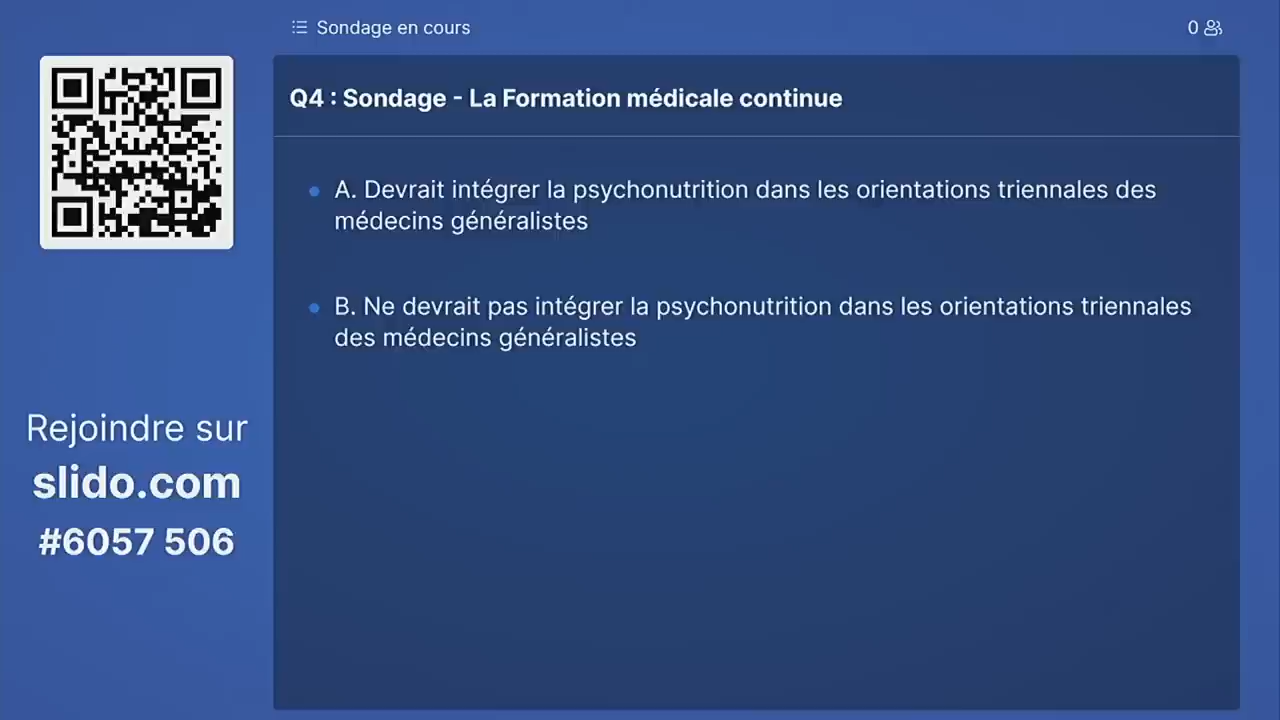 Sondage en cours
0
Q4 : Sondage - La Formation médicale continue
A. Devrait intégrer la psychonutrition dans les orientations triennales des
médecins généralistes
B. Ne devrait pas intégrer la psychonutrition dans les orientations triennales
des médecins généralistes
Rejoindre sur
slido.com
#6057 506